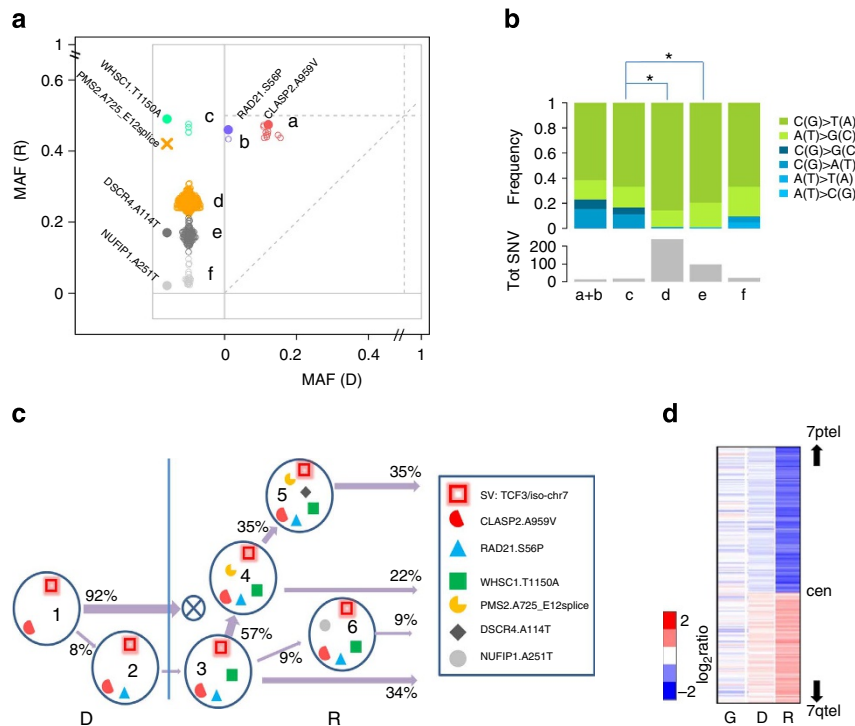 a
MAF (R)
1
0.6
0.4
0.2
0
WHSC1.T1150A
PMS2.A725_E12splice
DSCR4.A114T
NUFIP1.A251T
RAD21.S56P
CLASP2.A959V
c
a
b
d
e
f
0
0.2
0.4
1
MAF (D)
b
*
*
Frequency
1
0.8
0.6
0.4
0.2
0
C(G)>T(A)
A(T)>G(C)
C(G)>G(C
C(G)>A(T)
A(T)>T(A)
A(T)>C(G)
Tot SNV
200
100
0
a+b
c
d
e
f
c
1
92%
8%
2
3
57%
4
35%
5
35%
22%
6
9%
9%
34%
D
R
SV: TCF3/iso-chr7
CLASP2.A959V
RAD21.S56P
WHSC1.T1150A
PMS2.A725_E12splice
DSCR4.A114T
NUFIP1.A251T
d
7ptel
cen
7qtel
2
−2
log2ratio
G D R